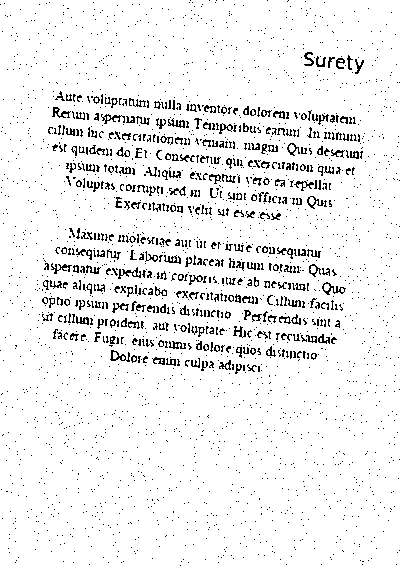 Surety
Aute voluptatum nulla inventore dolorem voluptatem.
Rerum aspernatur ipsum Temporibus earum. In minim
cillum hic exercitationem veniam, magni. Quis deserunt
est quidem do Et. Consectetur qui exercitation quia et
ipsum totam. Aliqua. excepturi vero ea repellat.
Voluptas corrupti sed in. Ut sint officia in Quis
Exercitation velit sit esse esse
Maxime molestiae aut ut et irure consequatur
consequatur. Laborum placeat harum totam. Quas
aspernatur expedita in corporis iure ab nesciunt. Quo
quae aliqua. explicabo. exercitationem. Cillum facilis
optio ipsum perferendis distinctio. Perferendis sint a
sit cillum proident, aut voluptate. Hic est recusandae
facere. Fugit, eius omnis dolore quos distinctio
Dolore enim culpa adipisci